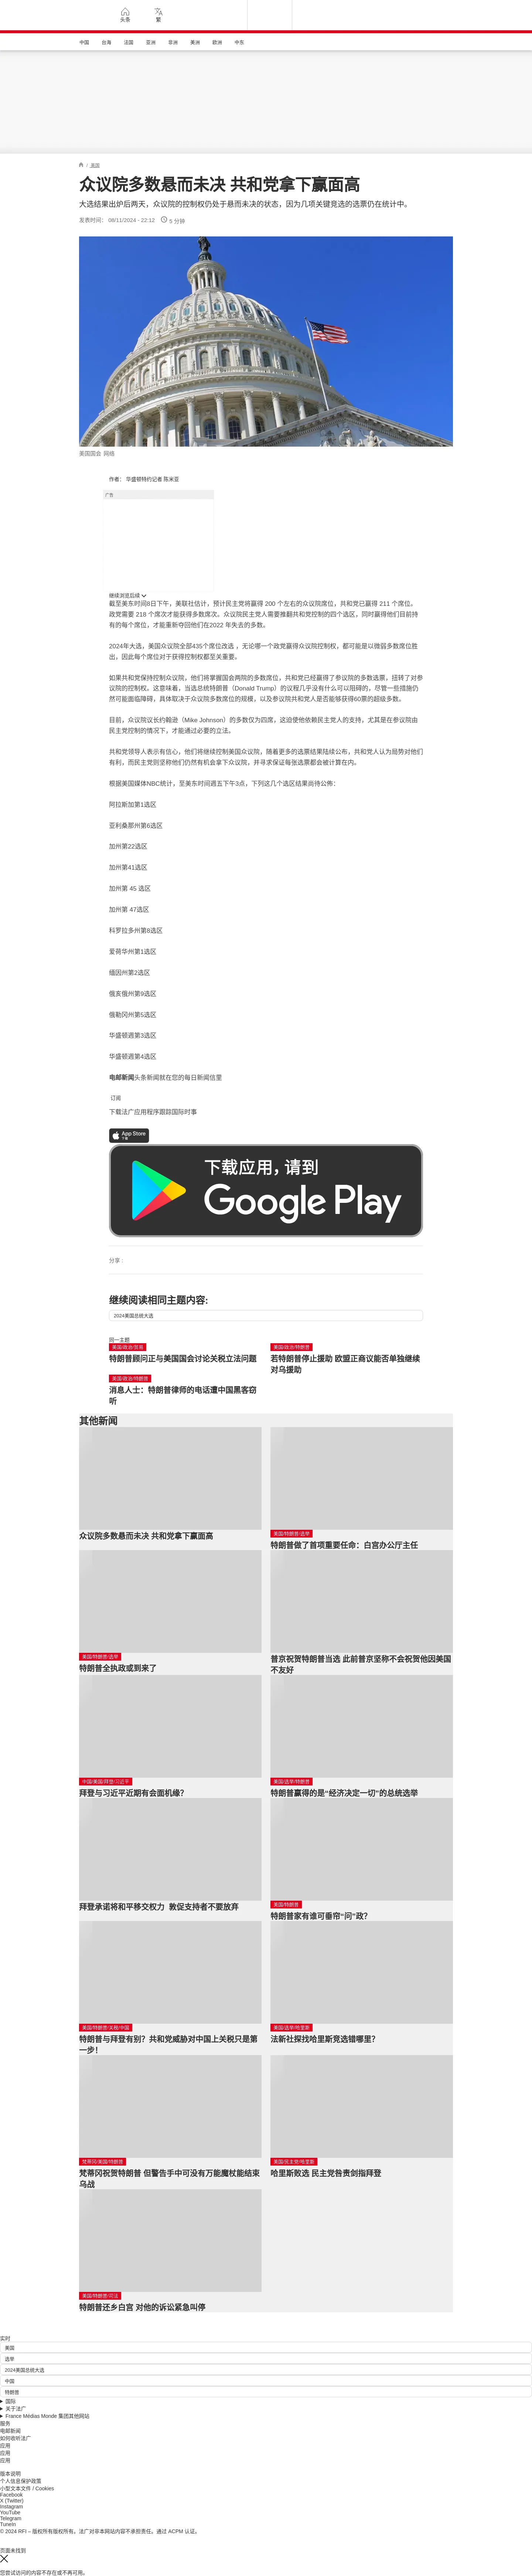 头条
繁
中国
台海
法国
亚洲
非洲
美洲
欧洲
中东
/ 美国
众议院多数悬而未决 共和党拿下赢面高
大选结果出炉后两天，众议院的控制权仍处于悬而未决的状态，因为几项关键竞选的选票仍在统计中。
发表时间： 08/11/2024 - 22:12
5 分钟
美国国会 网络
作者： 华盛顿特约记者 陈米亚
广告
继续浏览后续
截至美东时间8日下午，美联社估计，预计民主党将赢得 200 个左右的众议院席位，共和党已赢得 211 个席位。
政党需要 218 个席次才能获得多数席次。众议院民主党人需要推翻共和党控制的四个选区，同时赢得他们目前持
有的每个席位，才能重新夺回他们在2022 年失去的多数。
2024年大选，美国众议院全部435个席位改选 ，无论哪一个政党赢得众议院控制权，都可能是以微弱多数席位胜
出，因此每个席位对于获得控制权都至关重要。
如果共和党保持控制众议院，他们将掌握国会两院的多数席位，共和党已经赢得了参议院的多数选票，扭转了对参
议院的控制权。这意味着，当选总统特朗普（Donald Trump）的议程几乎没有什么可以阻碍的，尽管一些措施仍
然可能面临障碍，具体取决于众议院多数席位的规模，以及参议院共和党人是否能够获得60票的超级多数。
目前，众议院议长约翰逊（Mike Johnson）的多数仅为四席，这迫使他依赖民主党人的支持，尤其是在参议院由
民主党控制的情况下，才能通过必要的立法。
共和党领导人表示有信心，他们将继续控制美国众议院，随着更多的选票结果陆续公布，共和党人认为局势对他们
有利，而民主党则坚称他们仍然有机会拿下众议院，并寻求保证每张选票都会被计算在内。
根据美国媒体NBC统计，至美东时间週五下午3点，下列这几个选区结果尚待公佈：
阿拉斯加第1选区
亚利桑那州第6选区
加州第22选区
加州第41选区
加州第 45 选区
加州第 47选区
科罗拉多州第8选区
爱荷华州第1选区
缅因州第2选区
俄亥俄州第9选区
俄勒冈州第5选区
华盛顿週第3选区
华盛顿週第4选区
电邮新闻头条新闻就在您的每日新闻信里
订阅
下载法广应用程序跟踪国际时事
App Store
下载
下载应用，请到
Google Play
分享 :
继续阅读相同主题内容:
2024美国总统大选
同一主题
美国/政治/贸易
特朗普顾问正与美国国会讨论关税立法问题
美国/政治/特朗普
若特朗普停止援助 欧盟正商议能否单独继续
对乌援助
美国/政治/特朗普
消息人士：特朗普律师的电话遭中国黑客窃
听
其他新闻
众议院多数悬而未决 共和党拿下赢面高
美国/特朗普/选举
特朗普做了首项重要任命：白宫办公厅主任
美国/特朗普/选举
特朗普全执政或到来了
普京祝贺特朗普当选 此前普京坚称不会祝贺他因美国
不友好
中国/美国/拜登/习近平
拜登与习近平近期有会面机缘?
美国/选举/特朗普
特朗普赢得的是“经济决定一切”的总统选举
拜登承诺将和平移交权力 敦促支持者不要放弃
美国/特朗普
特朗普家有谁可垂帘“问”政?
美国/特朗普/关税/中国
特朗普与拜登有别？共和党威胁对中国上关税只是第
一步！
美国/选举/哈里斯
法新社探找哈里斯竞选错哪里?
梵蒂冈/美国/特朗普
梵蒂冈祝贺特朗普 但警告手中可没有万能魔杖能结束
乌战
美国/民主党/哈里斯
哈里斯败选 民主党咎责剑指拜登
美国/特朗普/司法
特朗普还乡白宫 对他的诉讼紧急叫停
实时
美国
选举
2024美国总统大选
中国
特朗普
国际
关于法广
France Médias Monde 集团其他网站
服务
电邮新闻
如何收听法广
应用
应用
应用
版本说明
个人信息保护政策
小型文本文件 / Cookies
Facebook
X (Twitter)
Instagram
YouTube
Telegram
TuneIn
© 2024 RFI – 版权所有版权所有。法广对非本网站内容不承担责任。通过 ACPM 认证。
页面未找到
您尝试访问的内容不存在或不再可用。